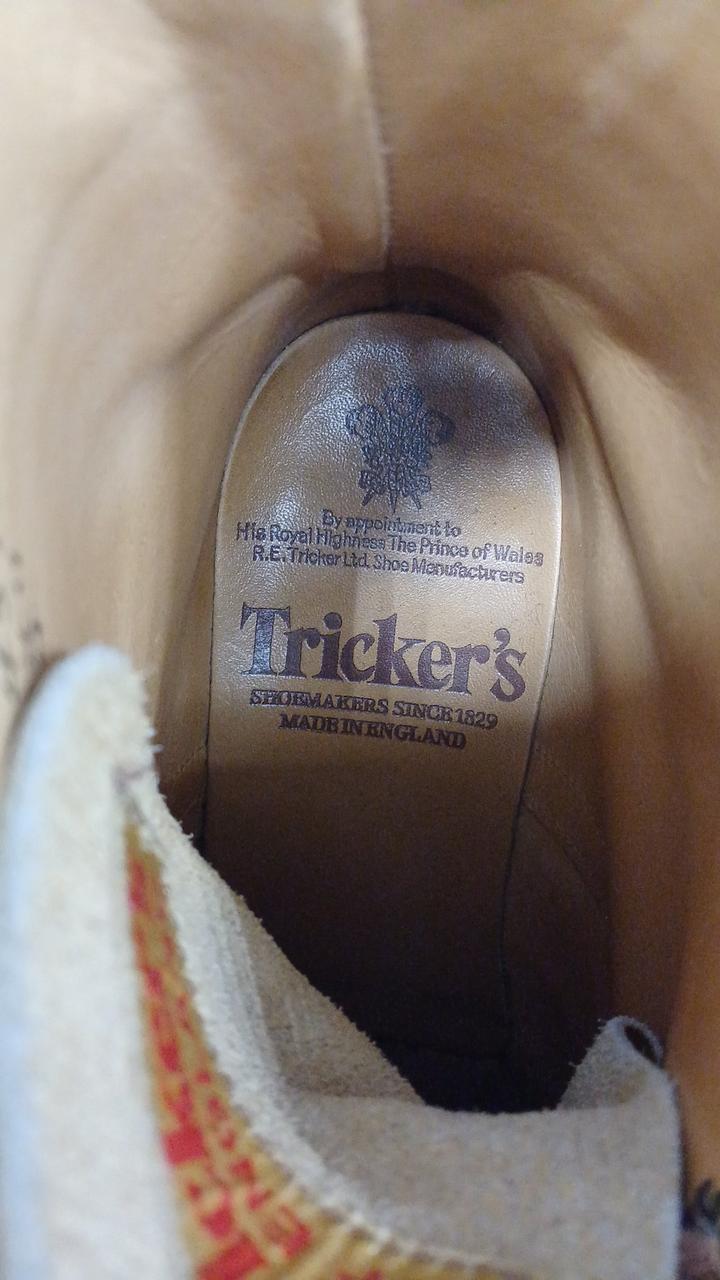 By appointment to
His Royal Highness The Prince of Wales
R.E. Tricker Ltd. Shoe Manufacturers
Tricker's
SHOEMAKERS SINCE 1829
MADE IN ENGLAND